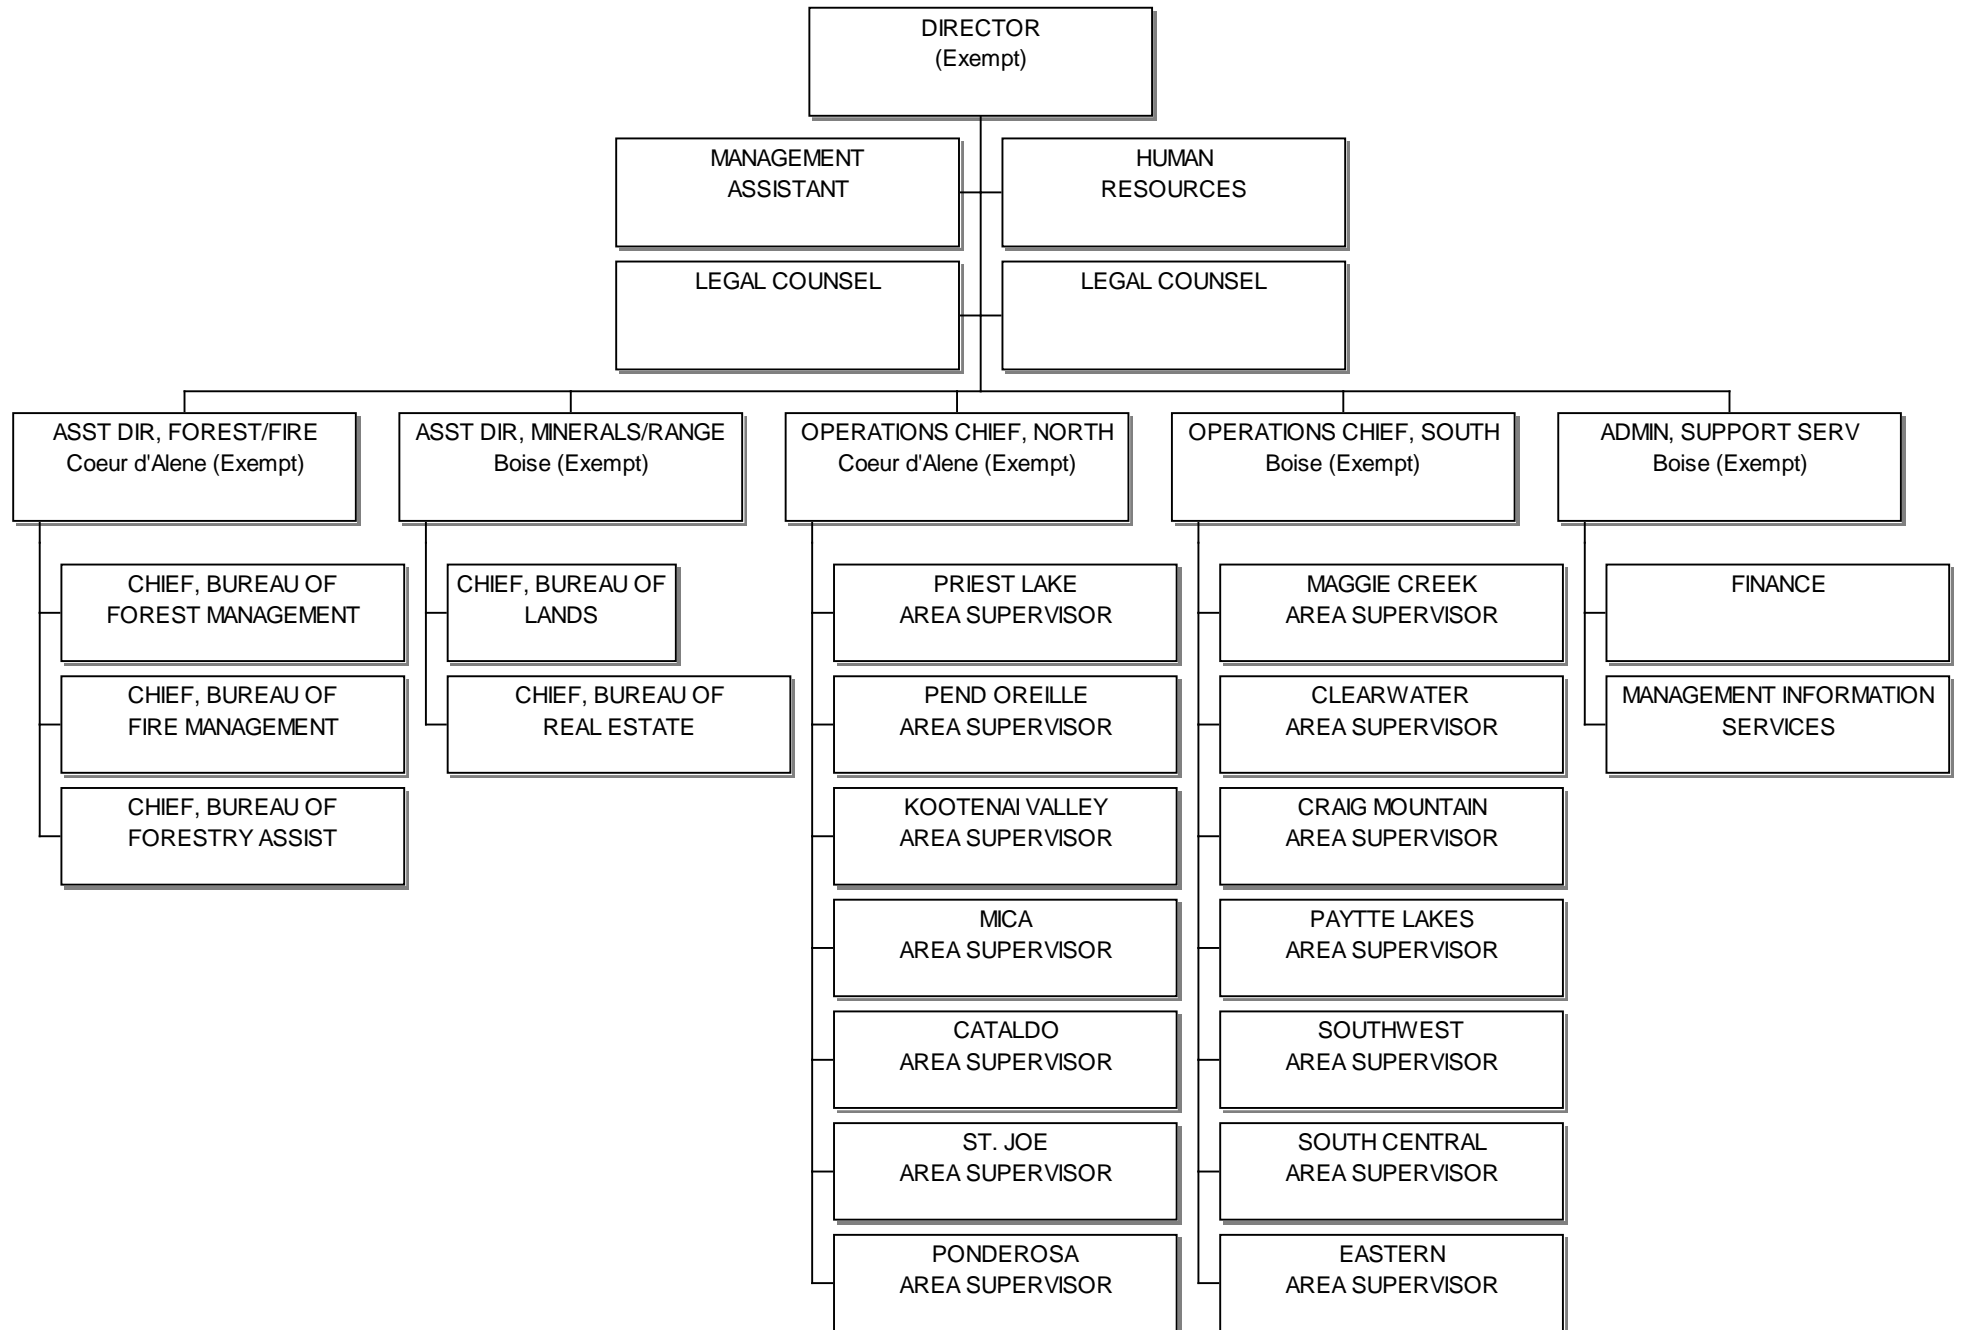 DIRECTOR
(Exempt)
MANAGEMENT
ASSISTANT
HUMAN
RESOURCES
LEGAL COUNSEL
LEGAL COUNSEL
ASST DIR, FOREST/FIRE
Coeur d'Alene (Exempt)
ASST DIR, MINERALS/RANGE
Boise (Exempt)
OPERATIONS CHIEF, NORTH
Coeur d'Alene (Exempt)
OPERATIONS CHIEF, SOUTH
Boise (Exempt)
ADMIN, SUPPORT SERV
Boise (Exempt)
CHIEF, BUREAU OF
FOREST MANAGEMENT
CHIEF, BUREAU OF
FIRE MANAGEMENT
CHIEF, BUREAU OF
FORESTRY ASSIST
CHIEF, BUREAU OF
LANDS
CHIEF, BUREAU OF
REAL ESTATE
PRIEST LAKE
AREA SUPERVISOR
PEND OREILLE
AREA SUPERVISOR
KOOTENAI VALLEY
AREA SUPERVISOR
MICA
AREA SUPERVISOR
CATALDO
AREA SUPERVISOR
ST. JOE
AREA SUPERVISOR
PONDEROSA
AREA SUPERVISOR
MAGGIE CREEK
AREA SUPERVISOR
CLEARWATER
AREA SUPERVISOR
CRAIG MOUNTAIN
AREA SUPERVISOR
PAYTTE LAKES
AREA SUPERVISOR
SOUTHWEST
AREA SUPERVISOR
SOUTH CENTRAL
AREA SUPERVISOR
EASTERN
AREA SUPERVISOR
FINANCE
MANAGEMENT INFORMATION
SERVICES